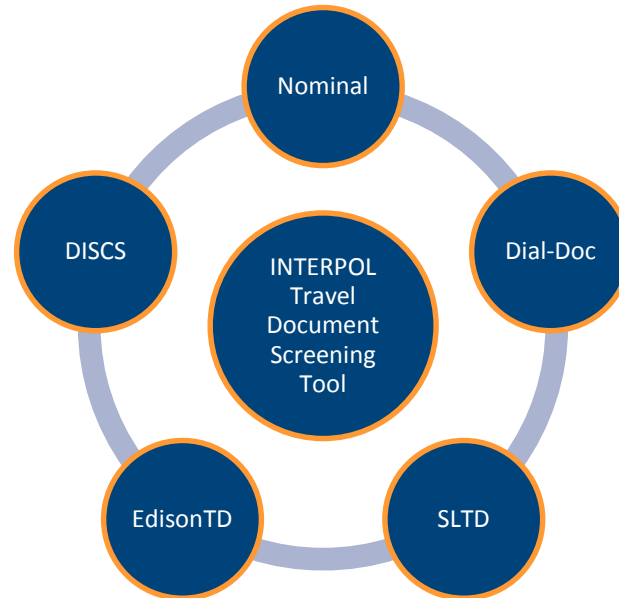 Nominal
DISCS
Dial-Doc
INTERPOL
Travel
Document
Screening
Tool
EdisonTD
SLTD